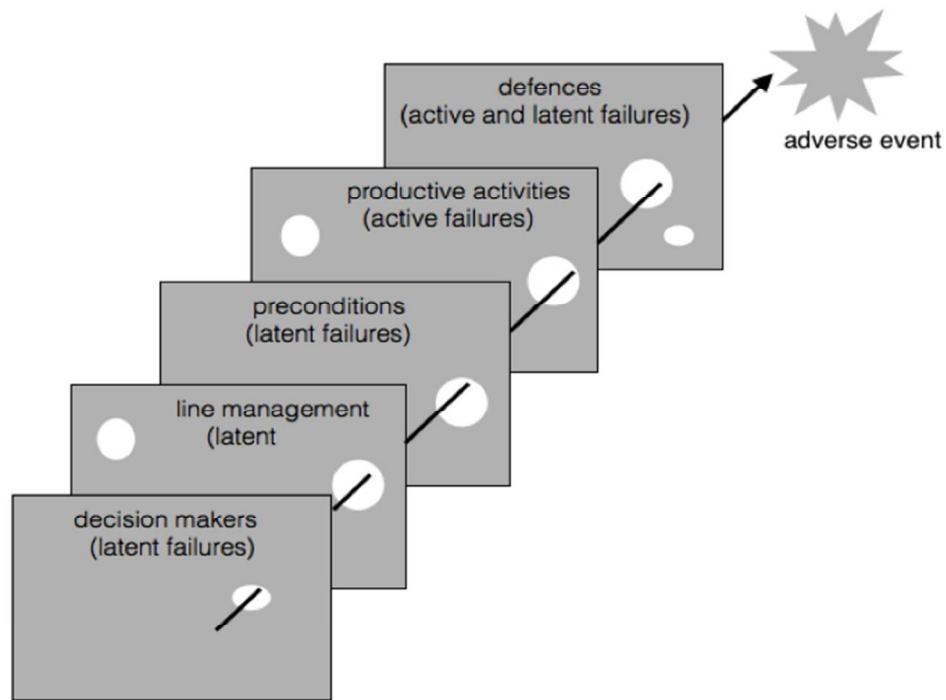 defences
(active and latent failures)
adverse event
productive activities
(active failures)
preconditions
(latent failures)
line management
(latent
decision makers
(latent failures)